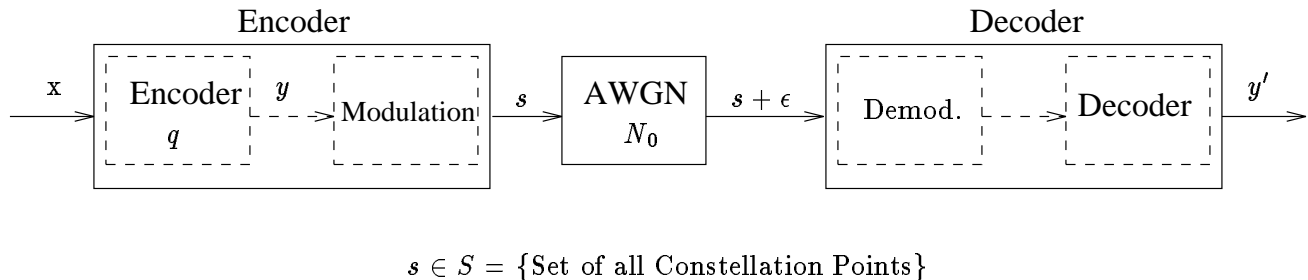 Encoder
Decoder
x
Encoder
q
y
Modulation
s
AWGN
N₀
s + ϵ
Demod.
Decoder
y′
s ∈ S = {Set of all Constellation Points}